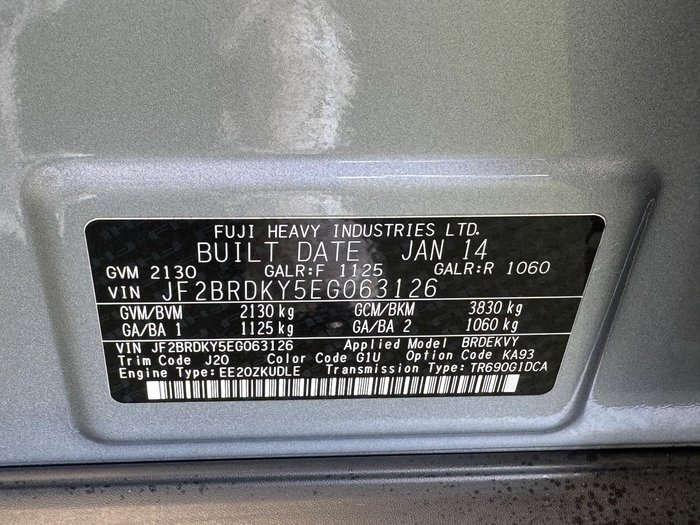 FUJI HEAVY INDUSTRIES LTD.
BUILT DATE JAN 14
GVM 2130 GALR:F 1125 GALR:R 1060
VIN JF2BRDKY5EG063126
GVM/BVM 2130 kg GCM/BKM 3830 kg
GA/BA 1 1125 kg GA/BA 2 1060 kg
VIN JF2BRDKY5EG063126 Applied Model BRDEKVY
Trim Code J20 Color Code G1U Option Code KA93
Engine Type:EE20ZKUDLE Transmission Type:TR690G1DCA